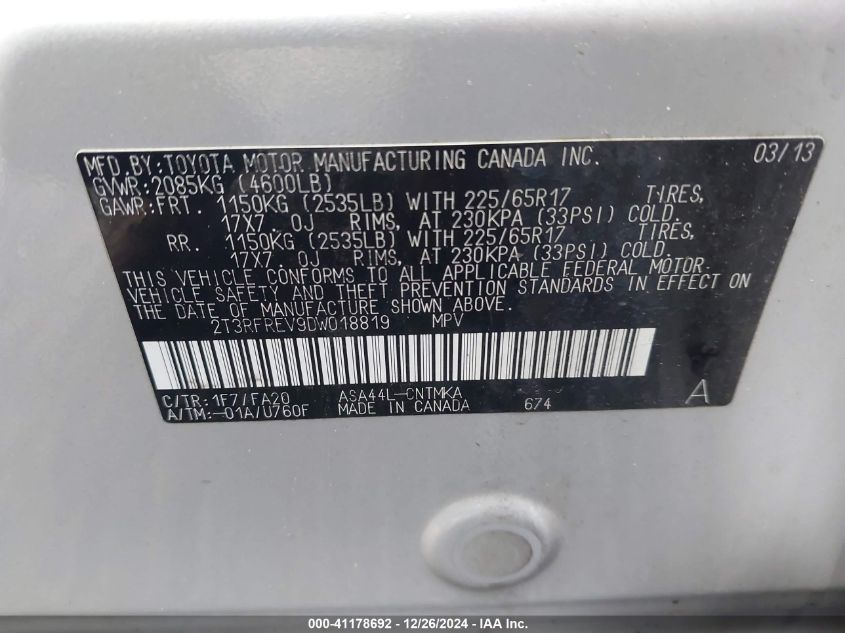 MFD.BY:TOYOTA MOTOR MANUFACTURING CANADA INC. 03/13
GVWR:2085KG (4600LB)
GAWR:FRT. 1150KG (2535LB) WITH 225/65R17 TIRES,
17X7.0J RIMS, AT 230KPA (33PSI) COLD.
RR. 1150KG (2535LB) WITH 225/65R17 TIRES,
17X7.0J RIMS, AT 230KPA (33PSI) COLD.
THIS VEHICLE CONFORMS TO ALL APPLICABLE FEDERAL MOTOR
VEHICLE SAFETY AND THEFT PREVENTION STANDARDS IN EFFECT ON
THE DATE OF MANUFACTURE SHOWN ABOVE.
2T3RFREV9DW018819 MPV
C/TR:1F7/FA20 ASA44L-CNTMKA
A/TM:-01A/U760F MADE IN CANADA 674 A
000-41178692 - 12/26/2024 - IAA Inc.